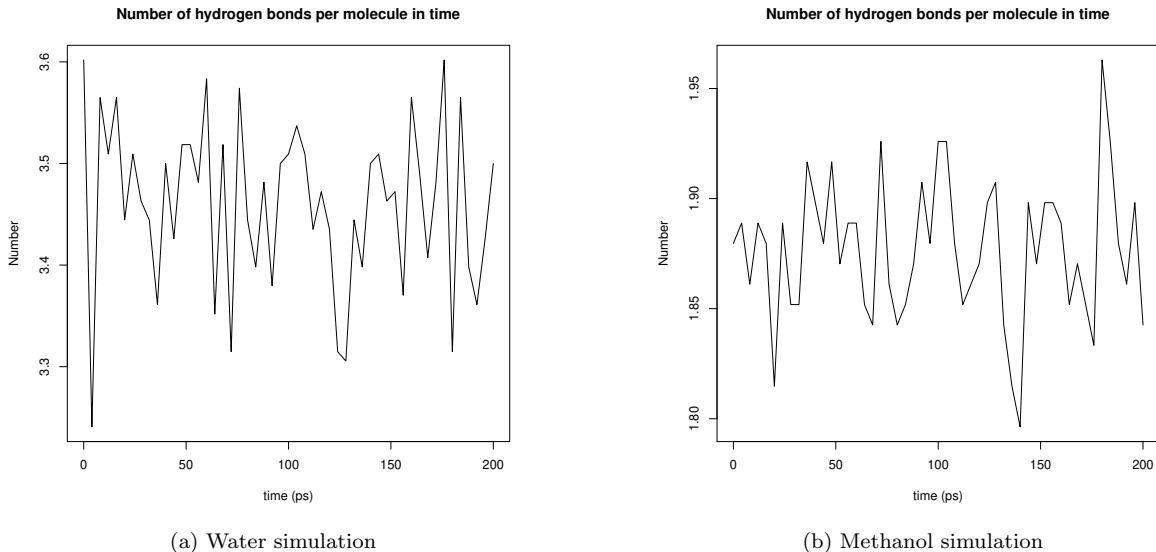 Number of hydrogen bonds per molecule in time
Number
3.6
3.5
3.4
3.3
0 50 100 150 200
time (ps)
(a) Water simulation
Number of hydrogen bonds per molecule in time
Number
1.95
1.90
1.85
1.80
0 50 100 150 200
time (ps)
(b) Methanol simulation